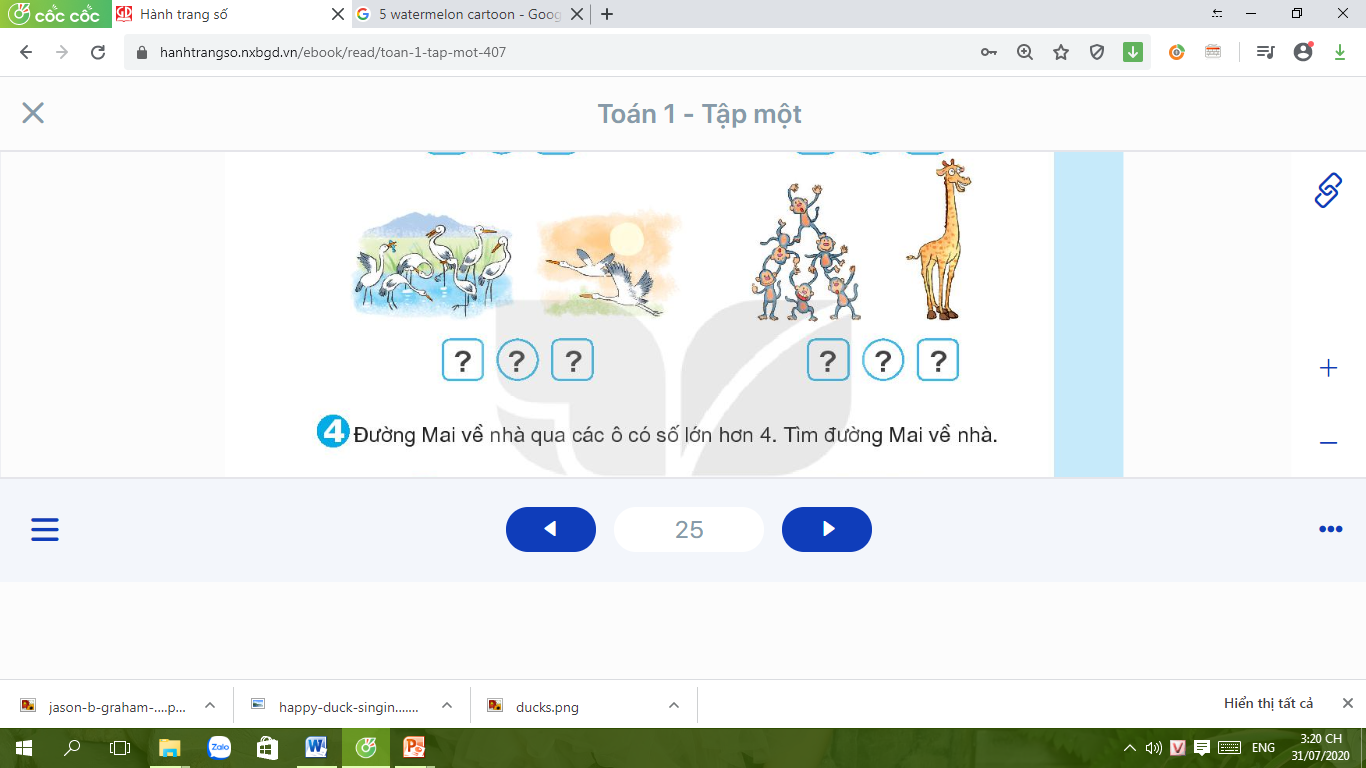 cốc cốc
Hành trang số
5 watermelon cartoon - Goog
hanhtrangso.nxbgd.vn/ebook/read/toan-1-tap-mot-407
Toán 1 - Tập một
? ? ?
? ? ?
4 Đường Mai về nhà qua các ô có số lớn hơn 4. Tìm đường Mai về nhà.
25
jason-b-graham-....p...
happy-duck-singin.......
ducks.png
Hiển thị tất cả
Zalo
ENG
3:20 CH
31/07/2020